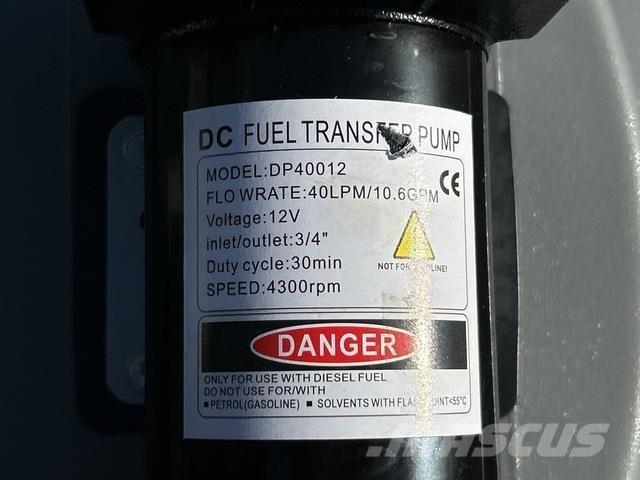 DC FUEL TRANSFER PUMP
MODEL:DP40012
FLO WRATE:40LPM/10.6GPM
CE
Voltage:12V
inlet/outlet:3/4"
Duty cycle:30min
NOT FOR
SPEED:4300rpm
DANGER
ONLY FOR USE WITH DIESEL FUEL
DO NOT USE FOR/WITH
■PETROL(GASOLINE) ■ SOLVENTS WITH <55°C
MASCUS